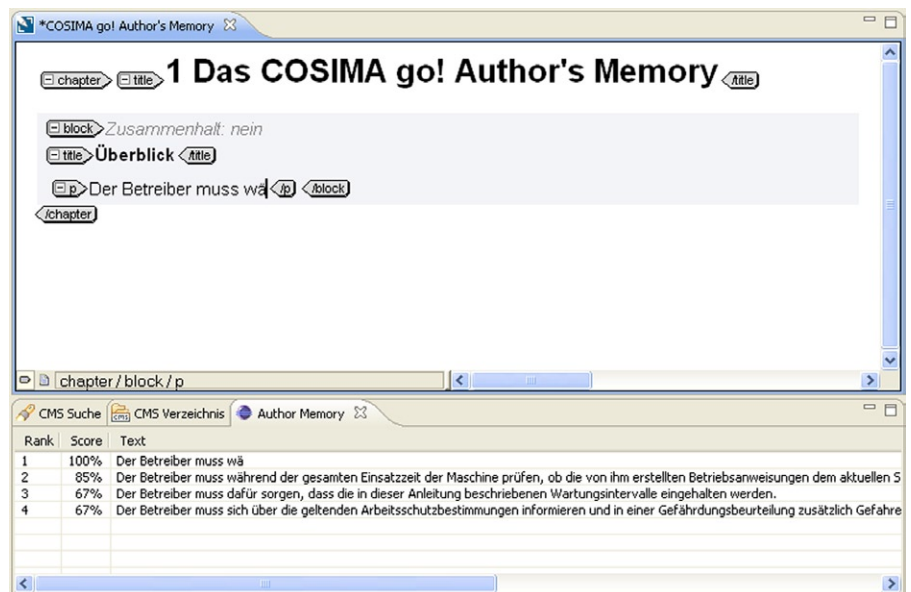 *COSIMA go! Author's Memory
chapter title 1 Das COSIMA go! Author's Memory /title
block Zusammenhalt: nein
title Überblick /title
p Der Betreiber muss wä /p /block
/chapter
chapter / block / p
CMS Suche CMS Verzeichnis Author Memory
Rank Score Text
1 100% Der Betreiber muss wä
2 85% Der Betreiber muss während der gesamten Einsatzzeit der Maschine prüfen, ob die von ihm erstellten Betriebsanweisungen dem aktuellen S
3 67% Der Betreiber muss dafür sorgen, dass die in dieser Anleitung beschriebenen Wartungsintervalle eingehalten werden.
4 67% Der Betreiber muss sich über die geltenden Arbeitsschutzbestimmungen informieren und in einer Gefährdungsbeurteilung zusätzlich Gefahre